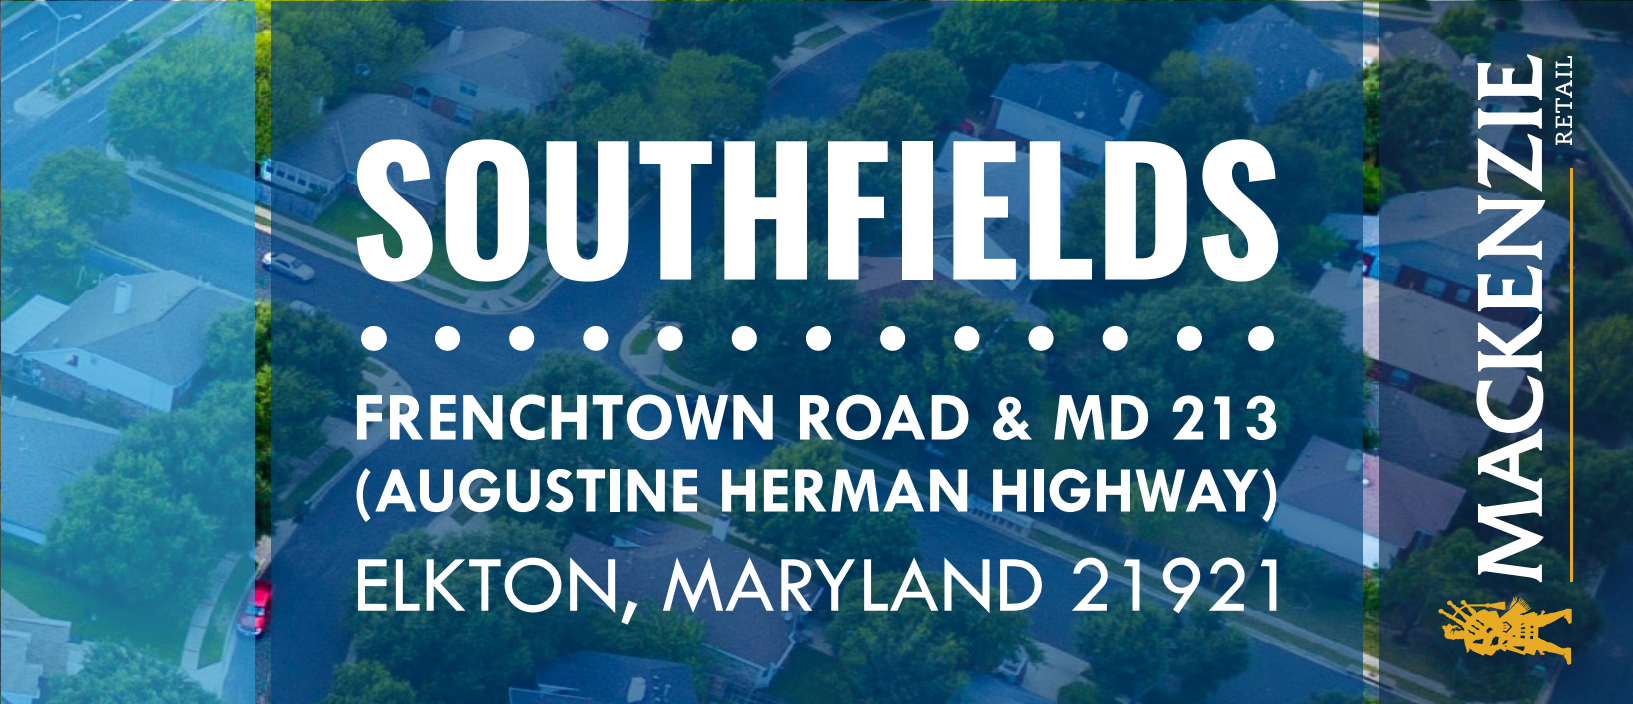 SOUTHFIELDS
FRENCHTOWN ROAD & MD 213
(AUGUSTINE HERMAN HIGHWAY)
ELKTON, MARYLAND 21921
MACKENZIE
RETAIL